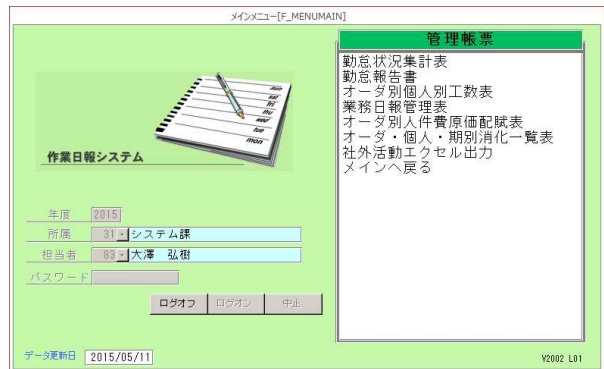 メインメニュー[F_MENUMAIN]
管理帳票
勤怠状況集計表
勤怠報告書
オーダ別個人別工数表
業務日報管理表
オーダ別人件費原価配賦表
オーダ・個人・期別消化一覧表
社外活動エクセル出力
メインへ戻る
sun
sat
fri
thu
wed
tue
mon
作業日報システム
年度 2015
所属 31 システム課
担当者 83 大澤 弘樹
パスワード
ログオフ ログオン 中止
データ更新日 2015/05/11
V2002 L01